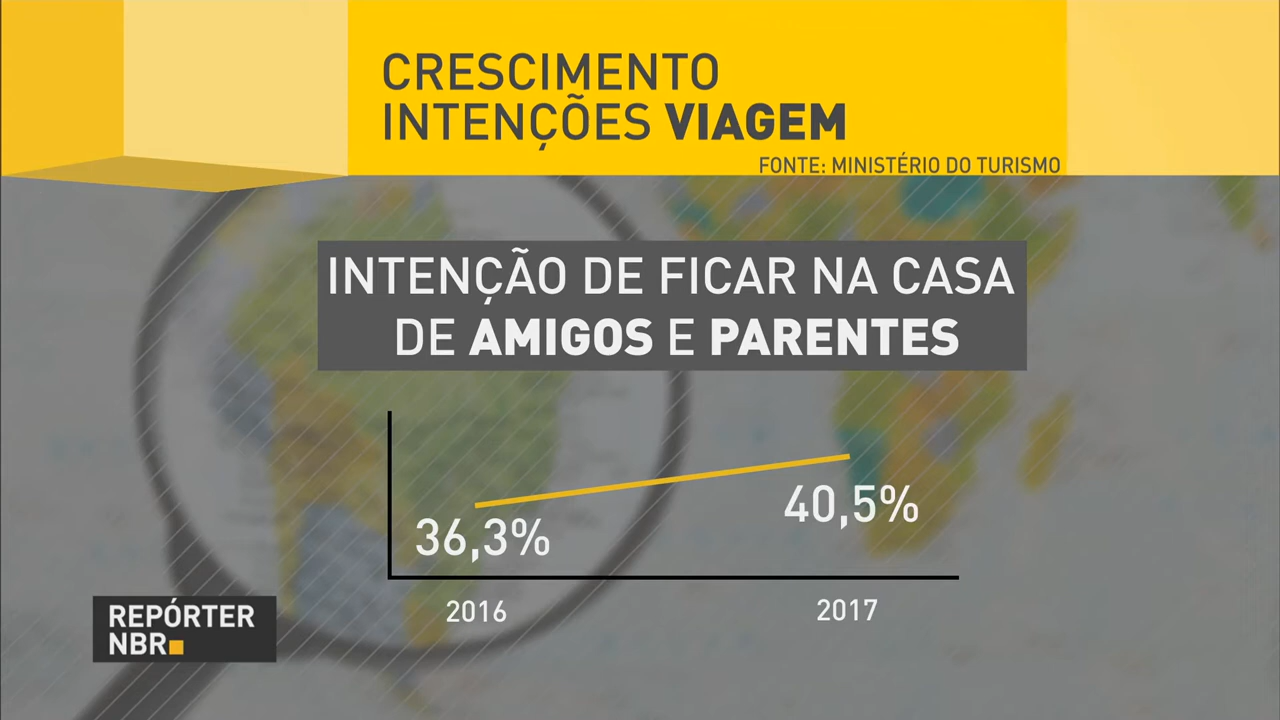 CRESCIMENTO
INTENÇÕES VIAGEM
FONTE: MINISTÉRIO DO TURISMO
INTENÇÃO DE FICAR NA CASA
DE AMIGOS E PARENTES
36,3%
40,5%
2016
2017
REPÓRTER
NBR